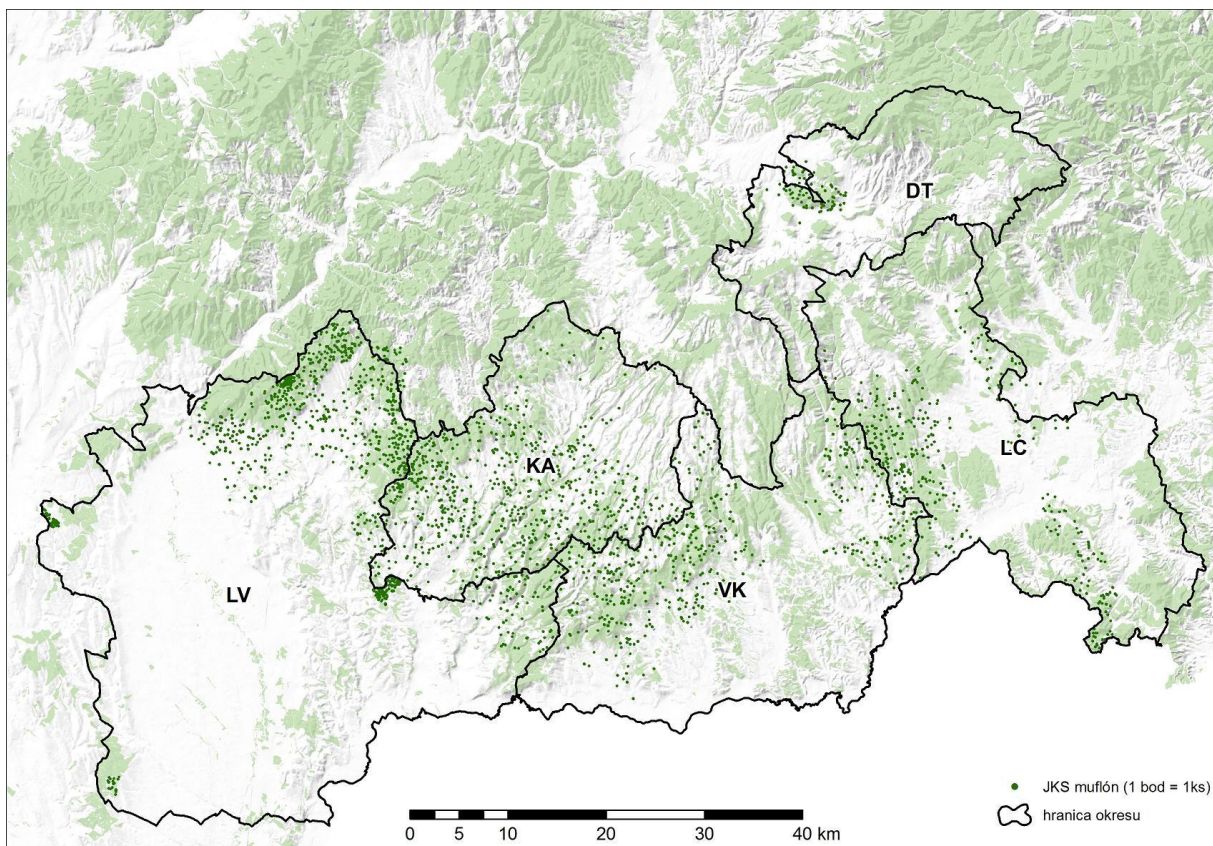 DT
LC
KA
VK
LV
JKS muflón (1 bod = 1ks)
hranica okresu
0 5 10 20 30 40 km